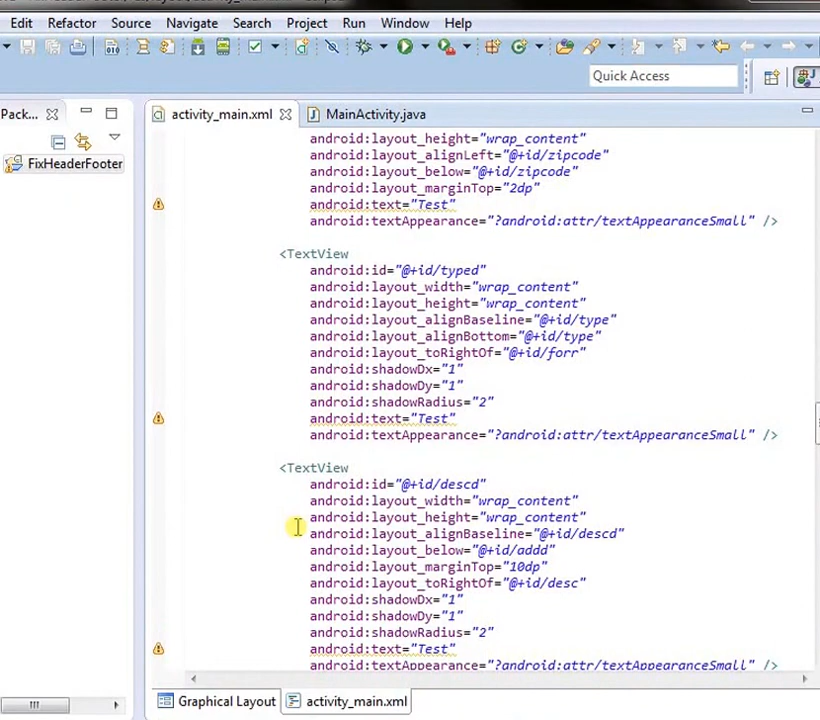 Edit Refactor Source Navigate Search Project Run Window Help
Quick Access
Pack...
activity_main.xml
MainActivity.java
FixHeaderFooter
android:layout_height="wrap_content"
android:layout_alignLeft="@+id/zipcode"
android:layout_below="@+id/zipcode"
android:layout_marginTop="2dp"
android:text="Test"
android:textAppearance="?android:attr/textAppearanceSmall" />
<TextView
android:id="@+id/typed"
android:layout_width="wrap_content"
android:layout_height="wrap_content"
android:layout_alignBaseline="@+id/type"
android:layout_alignBottom="@+id/type"
android:layout_toRightOf="@+id/forr"
android:shadowDx="1"
android:shadowDy="1"
android:shadowRadius="2"
android:text="Test"
android:textAppearance="?android:attr/textAppearanceSmall" />
<TextView
android:id="@+id/descd"
android:layout_width="wrap_content"
android:layout_height="wrap_content"
android:layout_alignBaseline="@+id/descd"
android:layout_below="@+id/addd"
android:layout_marginTop="10dp"
android:layout_toRightOf="@+id/desc"
android:shadowDx="1"
android:shadowDy="1"
android:shadowRadius="2"
android:text="Test"
android:textAppearance="?android:attr/textAppearanceSmall" />
Graphical Layout
activity_main.xml